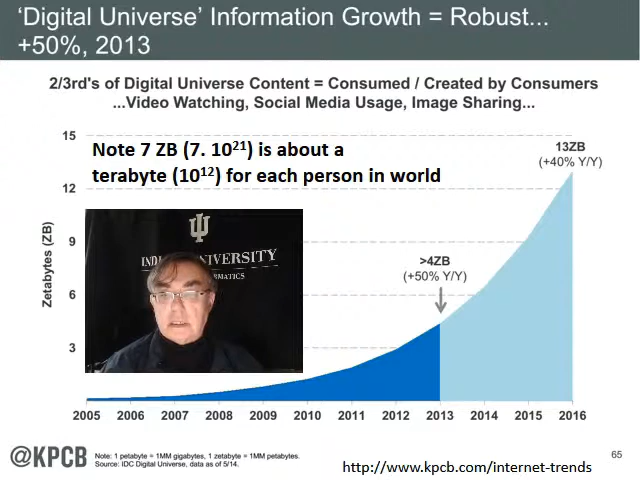 ‘Digital Universe’ Information Growth = Robust...
+50%, 2013
2/3rd's of Digital Universe Content = Consumed / Created by Consumers
...Video Watching, Social Media Usage, Image Sharing...
Note 7 ZB (7. 10²¹) is about a
terabyte (10¹²) for each person in world
15
12
9
6
3
Zetabytes (ZB)
13ZB
(+40% Y/Y)
>4ZB
(+50% Y/Y)
2005 2006 2007 2008 2009 2010 2011 2012 2013 2014 2015 2016
@KPCB
Note: 1 petabyte = 1MM gigabytes, 1 zetabyte = 1MM petabytes.
Source: IDC Digital Universe, data as of 5/14.
65
http://www.kpcb.com/internet-trends